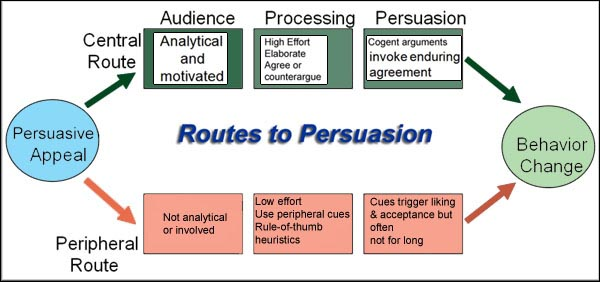 Audience Processing Persuasion
Central
Route
Analytical
and
motivated
High Effort
Elaborate
Agree or
counterargue
Cogent arguments
invoke enduring
agreement
Persuasive
Appeal
Routes to Persuasion
Behavior
Change
Peripheral
Route
Not analytical
or involved
Low effort
Use peripheral cues
Rule-of-thumb
heuristics
Cues trigger liking
& acceptance but
often
not for long